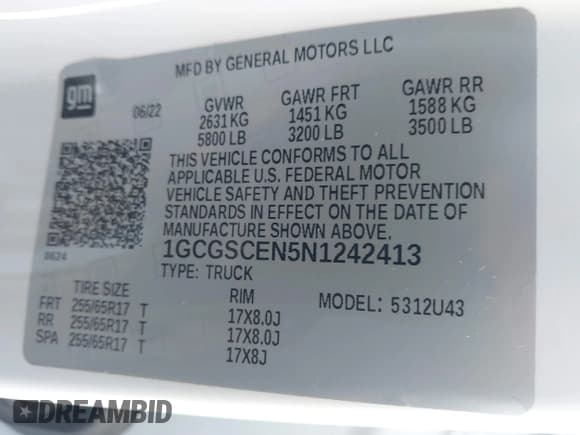 MFD BY GENERAL MOTORS LLC
gm
06/22
GVWR GAWR FRT GAWR RR
2631 KG 1451 KG 1588 KG
5800 LB 3200 LB 3500 LB
THIS VEHICLE CONFORMS TO ALL
APPLICABLE U.S. FEDERAL MOTOR
VEHICLE SAFETY AND THEFT PREVENTION
STANDARDS IN EFFECT ON THE DATE OF
MANUFACTURE SHOWN ABOVE.
0624
1GCGSCEN5N1242413
TYPE: TRUCK
TIRE SIZE RIM MODEL: 5312U43
FRT 255/65R17 T 17X8.0J
RR 255/65R17 T 17X8.0J
SPA 255/65R17 T 17X8J
DREAMBID